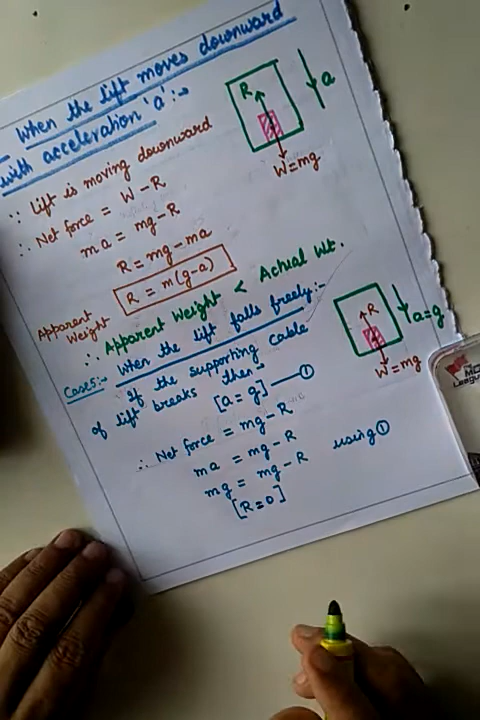 when the lift moves downward
with acceleration 'a' :-
R
a
W=mg
∵ Lift is moving downward
∴ Net force = W-R
ma = mg-R
R = mg-ma
R = m(g-a)
Apparent Weight
∴ Apparent Weight < Actual Wt.
Case5:- when the lift falls freely:-
If the supporting cable
of lift breaks then
[a=g] — ①
R
a=g
W=mg
∴ Net force = mg-R
ma = mg-R
mg = mg-R using ①
[R=0]